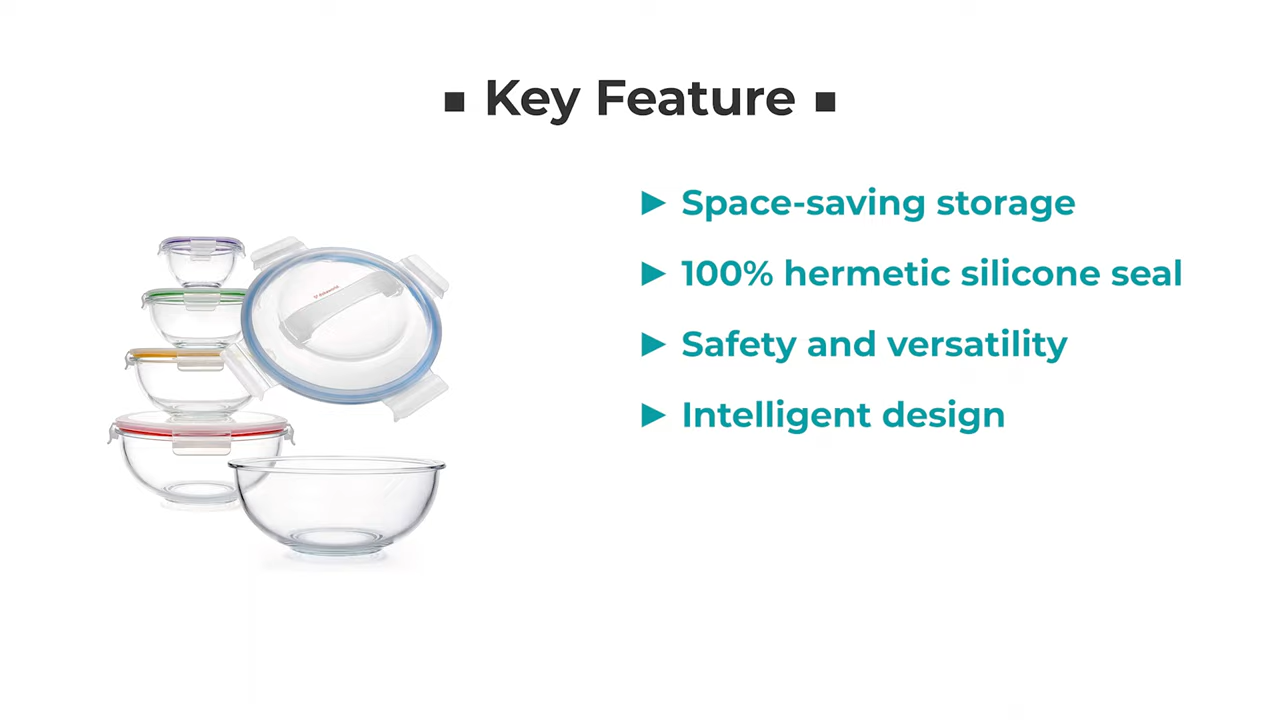 ▪ Key Feature ▪
► Space-saving storage
► 100% hermetic silicone seal
► Safety and versatility
► Intelligent design